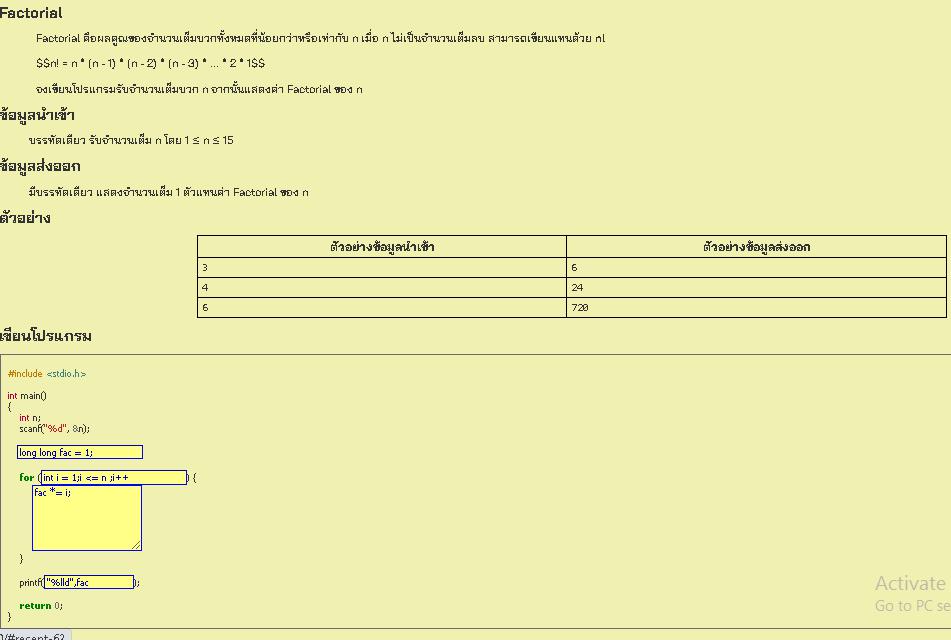 Factorial
Factorial คือผลคูณของจำนวนเต็มบวกทั้งหมดที่น้อยกว่าหรือเท่ากับ n เมื่อ n ไม่เป็นจำนวนเต็มลบ สามารถเขียนแทนด้วย n!
$$n! = n * (n - 1) * (n - 2) * (n - 3) * ... * 2 * 1$$
จงเขียนโปรแกรมรับจำนวนเต็มบวก n จากนั้นแสดงค่า Factorial ของ n
ข้อมูลนำเข้า
บรรทัดเดียว รับจำนวนเต็ม n โดย 1 ≤ n ≤ 15
ข้อมูลส่งออก
มีบรรทัดเดียว แสดงจำนวนเต็ม 1 ตัวแทนค่า Factorial ของ n
ตัวอย่าง
ตัวอย่างข้อมูลนำเข้า ตัวอย่างข้อมูลส่งออก
3 6
4 24
6 720
เขียนโปรแกรม
#include <stdio.h>
int main()
{
int n;
scanf("%d", &n);
long long fac = 1;
for (int i = 1;i <= n ;i++) {
fac *= i;
}
printf("%lld",fac);
return 0;
}
Activate
Go to PC se
)/#recent-62